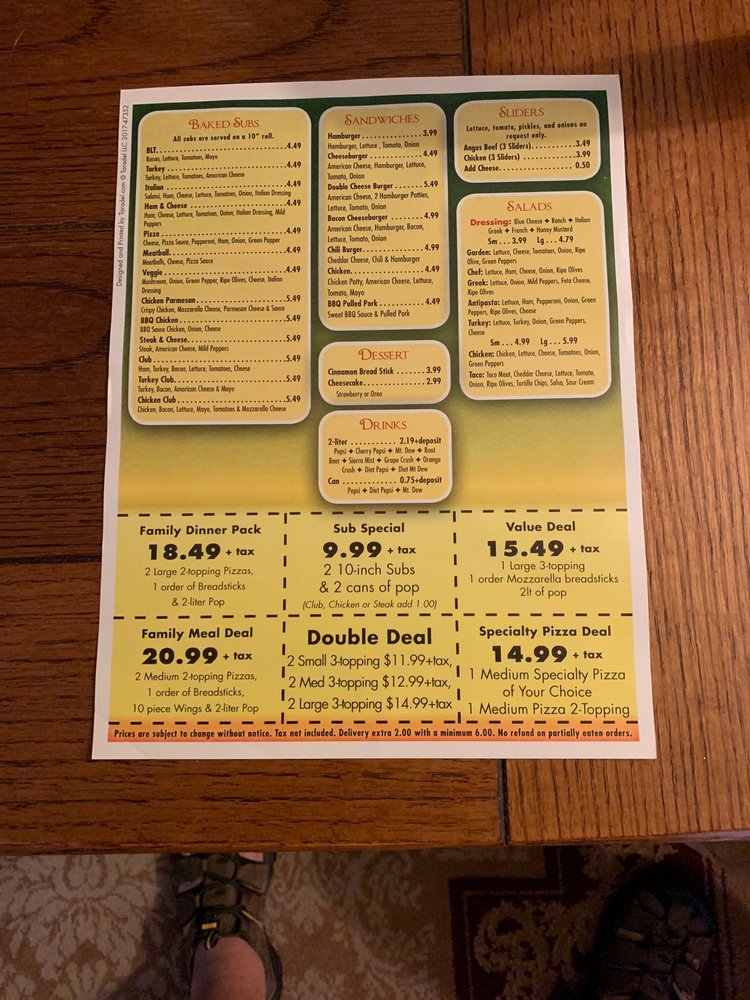 Designed and Printed by Taradel.com © Taradel LLC 2017-47352
BAKED SUBS
All subs are served on a 10" roll.
BLT..............................4.49
Bacon, Lettuce, Tomatoes, Mayo
Turkey ..............................4.49
Turkey, Lettuce, Tomatoes, American Cheese
Italian ..............................4.49
Salami, Ham, Cheese, Lettuce, Tomatoes, Onion, Italian Dressing
Ham & Cheese ..............................4.49
Ham, Cheese, Lettuce, Tomatoes, Onion, Italian Dressing, Mild
Peppers
Pizza ..............................4.49
Cheese, Pizza Sauce, Pepperoni, Ham, Onion, Green Pepper
Meatball..............................4.49
Meatballs, Cheese, Pizza Sauce
Veggie ..............................4.49
Mushroom, Onion, Green Pepper, Ripe Olives, Cheese, Italian
Dressing
Chicken Parmesan ..............................5.49
Crispy Chicken, Mozzarella Cheese, Parmesan Cheese & Sauce
BBQ Chicken ..............................5.49
BBQ Sauce Chicken, Onion, Cheese
Steak & Cheese..............................5.49
Steak, American Cheese, Mild Peppers
Club ..............................5.49
Ham, Turkey, Bacon, Lettuce, Tomatoes, Cheese
Turkey Club..............................5.49
Turkey, Bacon, American Cheese & Mayo
Chicken Club ..............................5.49
Chicken, Bacon, Lettuce, Mayo, Tomatoes & Mozzarella Cheese
SANDWICHES
Hamburger .............. 3.99
Hamburger, Lettuce , Tomato, Onion
Cheeseburger .............. 4.49
American Cheese, Hamburger, Lettuce,
Tomato, Onion
Double Cheese Burger ....... 5.49
American Cheese, 2 Hamburger Patties,
Lettuce, Tomato, Onion
Bacon Cheeseburger ....... 4.99
American Cheese, Hamburger, Bacon,
Lettuce, Tomato, Onion
Chili Burger.............. 4.99
Cheddar Cheese, Chili & Hamburger
Chicken.............. 4.99
Chicken Patty, American Cheese, Lettuce,
Tomato, Mayo
BBQ Pulled Pork .......... 4.49
Sweet BBQ Sauce & Pulled Pork
DESSERT
Cinnamon Bread Stick ....... 3.99
Cheesecake..............2.99
Strawberry or Oreo
DRINKS
2-liter ............ 2.19+deposit
Pepsi ✦ Cherry Pepsi ✦ Mt. Dew ✦ Root
Beer ✦ Sierra Mist ✦ Grape Crush ✦ Orange
Crush ✦ Diet Pepsi ✦ Diet Mt Dew
Can .............. 0.75+deposit
Pepsi ✦ Diet Pepsi ✦ Mt. Dew
SLIDERS
Lettuce, tomato, pickles, and onions on
request only.
Angus Beef (3 Sliders)..........3.49
Chicken (3 Sliders) ..............3.99
Add Cheese.................. 0.50
SALADS
Dressing: Blue Cheese ✦ Ranch ✦ Italian
Greek ✦ French ✦ Honey Mustard
Sm . . 3.99 Lg . . 4.79
Garden: Lettuce, Cheese, Tomatoes, Onion, Ripe
Olive, Green Peppers
Chef: Lettuce, Ham, Cheese, Onion, Ripe Olives
Greek: Lettuce, Onion, Mild Peppers, Feta Cheese,
Ripe Olives
Antipasto: Lettuce, Ham, Pepperoni, Onion, Green
Peppers, Ripe Olives, Cheese
Turkey: Lettuce, Turkey, Onion, Green Peppers,
Cheese
Sm . . 4.99 Lg . . 5.99
Chicken: Chicken, Lettuce, Cheese, Tomatoes, Onion,
Green Peppers
Taco: Taco Meat, Cheddar Cheese, Lettuce, Tomato,
Onion, Ripe Olives, Tortilla Chips, Salsa, Sour Cream
Family Dinner Pack
18.49 + tax
2 Large 2-topping Pizzas,
1 order of Breadsticks
& 2-liter Pop
Sub Special
9.99 + tax
2 10-inch Subs
& 2 cans of pop
(Club, Chicken or Steak add 1.00)
Value Deal
15.49 + tax
1 Large 3-topping
1 order Mozzarella breadsticks
2lt of pop
Family Meal Deal
20.99 + tax
2 Medium 2-topping Pizzas,
1 order of Breadsticks,
10 piece Wings & 2-liter Pop
Double Deal
2 Small 3-topping $11.99+tax,
2 Med 3-topping $12.99+tax,
2 Large 3-topping $14.99+tax
Specialty Pizza Deal
14.99 + tax
1 Medium Specialty Pizza
of Your Choice
1 Medium Pizza 2-Topping
Prices are subject to change without notice. Tax not included. Delivery extra 2.00 with a minimum 6.00. No refund on partially eaten orders.